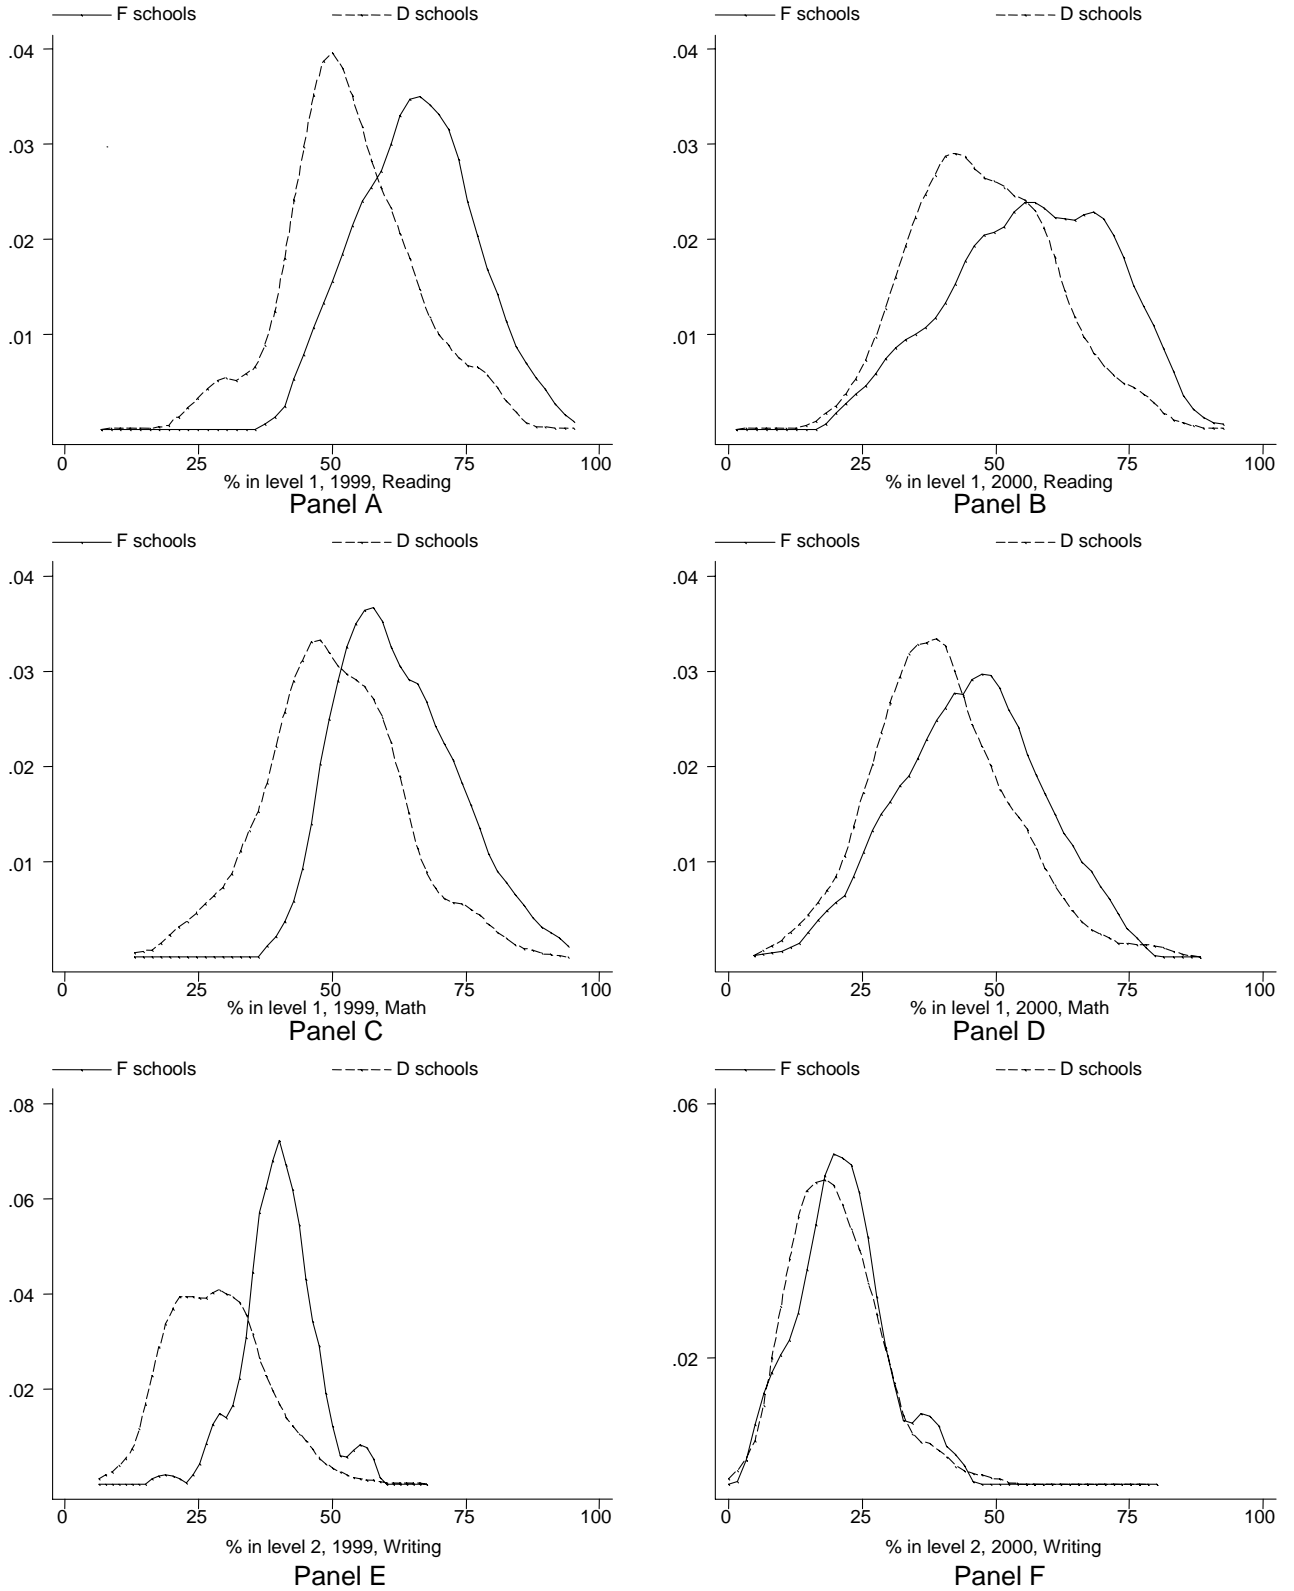 F schools D schools F schools D schools
.04 .04
.03 .03
.02 .02
.01 .01
0 25 50 75 100 0 25 50 75 100
% in level 1, 1999, Reading % in level 1, 2000, Reading
Panel A Panel B
F schools D schools F schools D schools
.04 .04
.03 .03
.02 .02
.01 .01
0 25 50 75 100 0 25 50 75 100
% in level 1, 1999, Math % in level 1, 2000, Math
Panel C Panel D
F schools D schools F schools D schools
.08 .06
.06
.04
.02 .02
0 25 50 75 100 0 25 50 75 100
% in level 2, 1999, Writing % in level 2, 2000, Writing
Panel E Panel F